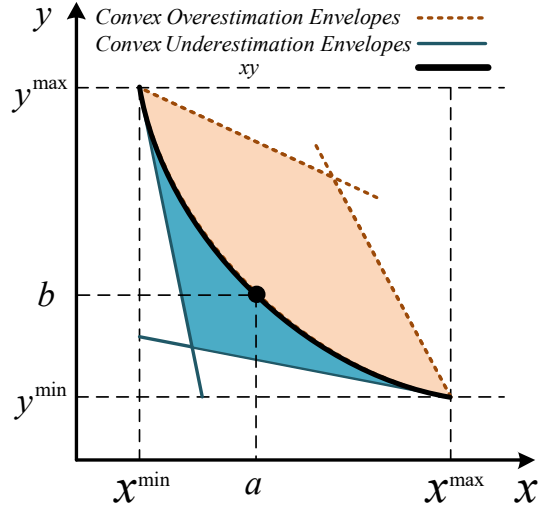 y
Convex Overestimation Envelopes
Convex Underestimation Envelopes
xy
y^max
b
y^min
x^min
a
x^max
x